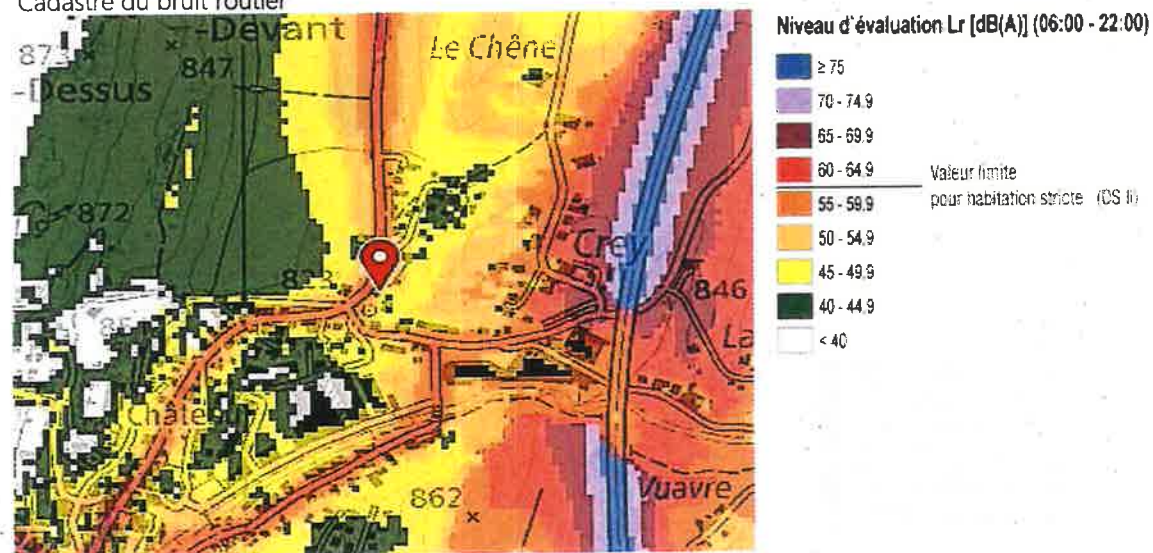 Cadastre du bruit routier
-Devant
Le Chêne
873
847
-Dessus
872
Crey
846
La
Châte
862
Vuavre
Niveau d'évaluation Lr [dB(A)] (06:00 - 22:00)
≥ 75
70 - 74.9
65 - 69.9
60 - 64.9
Valeur limite
pour habitation stricte (DS II)
55 - 59.9
50 - 54.9
45 - 49.9
40 - 44.9
< 40